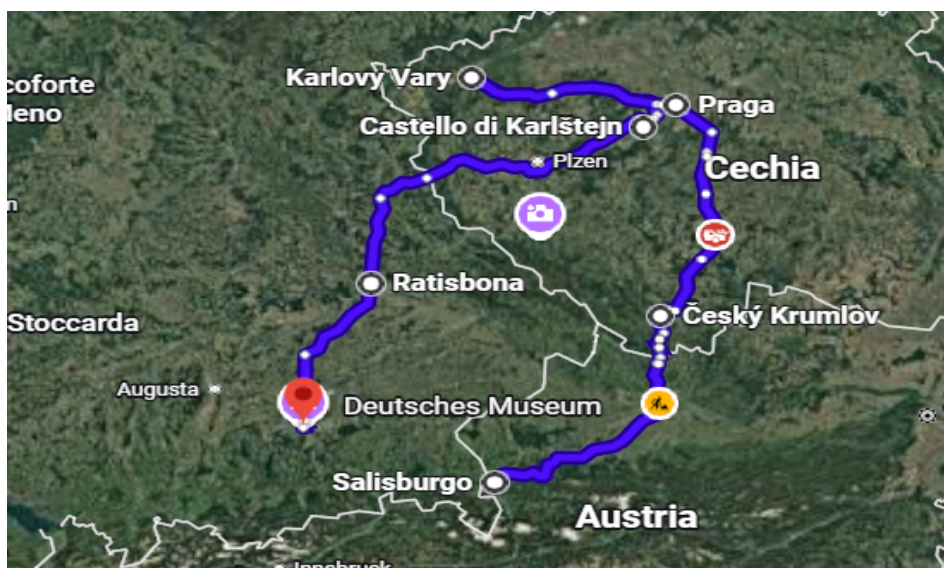 Karlovy Vary
coforte
leno
Praga
Castello di Karlštejn
Plzen
Cechia
n
Ratisbona
Stoccarda
Český Krumlov
Augusta
Deutsches Museum
Salisburgo
Austria
Innsbruck